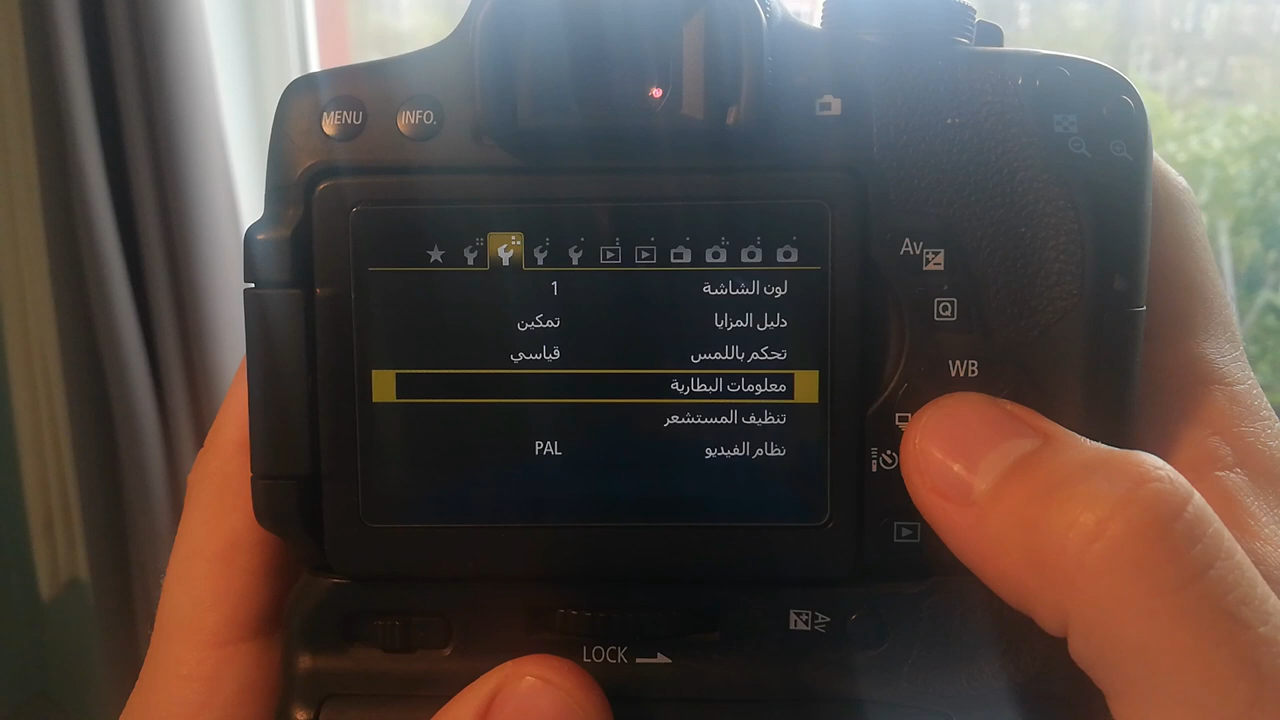 MENU INFO.
لون الشاشة 1
دليل المزايا تمكين
تحكم باللمس قياسي
معلومات البطارية
تنظيف المستشعر
نظام الفيديو PAL
Av
Q
WB
LOCK
Av